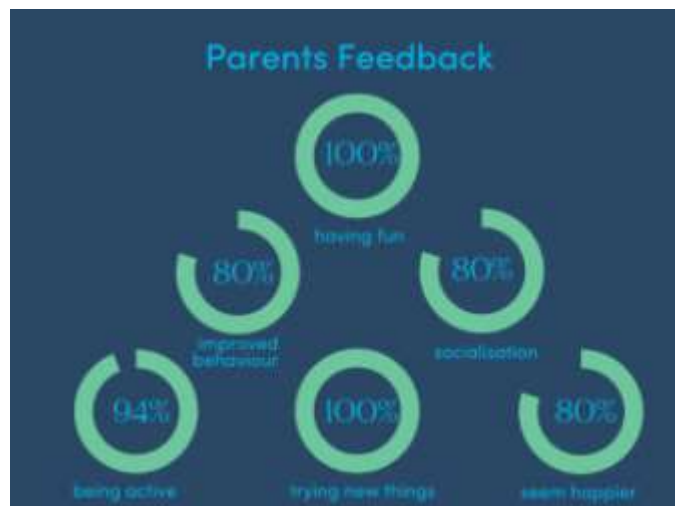 Parents Feedback
100%
having fun
80%
improved
behaviour
80%
socialisation
94%
being active
100%
trying new things
80%
seem happier